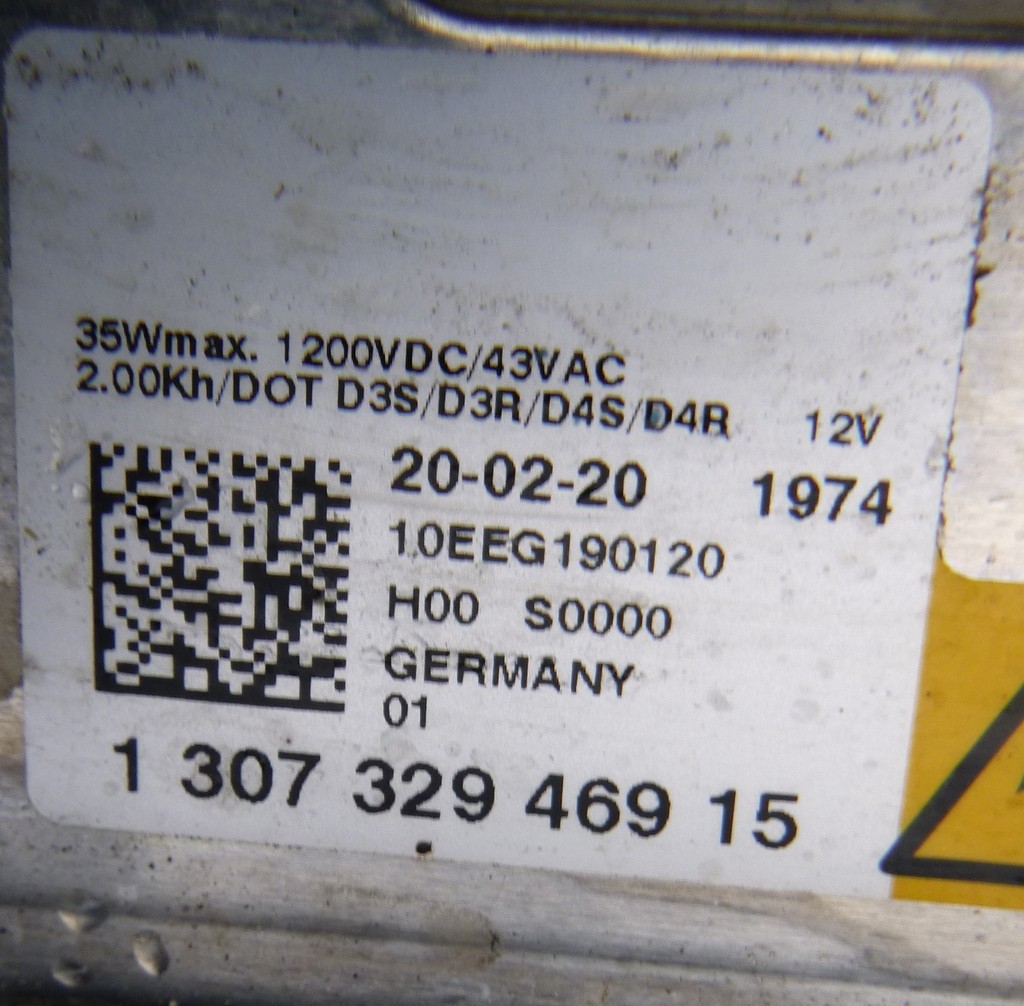 35Wmax. 1200VDC/43VAC
2.00Kh/DOT D3S/D3R/D4S/D4R 12V
20-02-20 1974
10EEG190120
H00 S0000
GERMANY
01
1 307 329 469 15